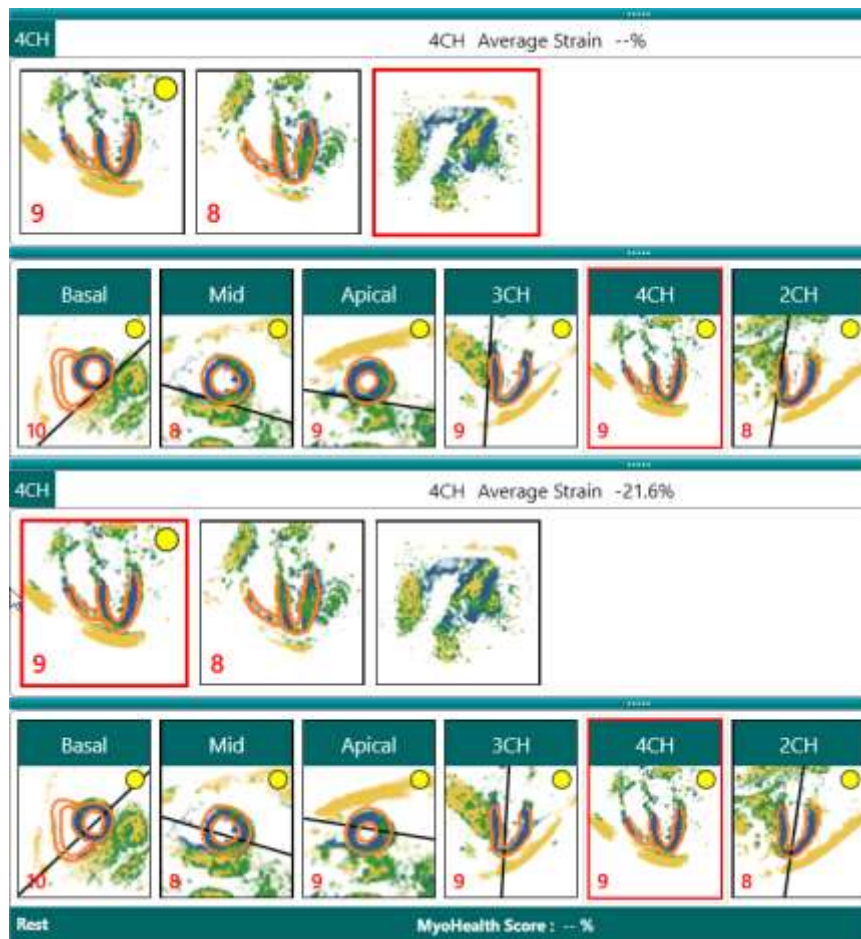 4CH 4CH Average Strain --%
9 8
Basal Mid Apical 3CH 4CH 2CH
10 8 9 9 9 8
4CH 4CH Average Strain -21.6%
9 8
Basal Mid Apical 3CH 4CH 2CH
10 8 9 9 9 8
Rest MyoHealth Score : -- %